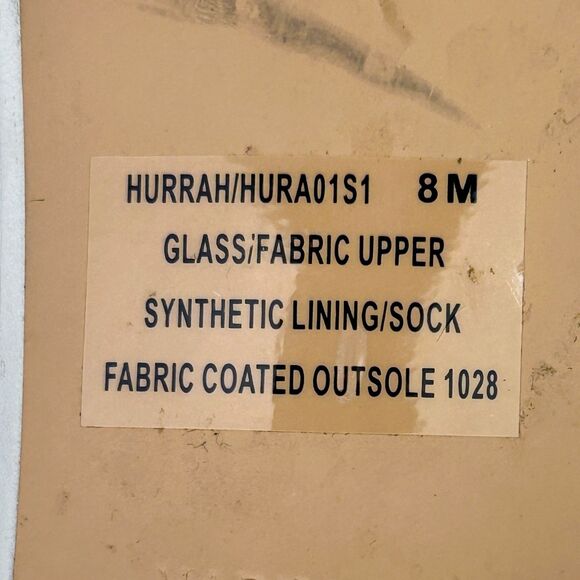 HURRAH/HURA01S1 8 M
GLASS/FABRIC UPPER
SYNTHETIC LINING/SOCK
FABRIC COATED OUTSOLE 1028